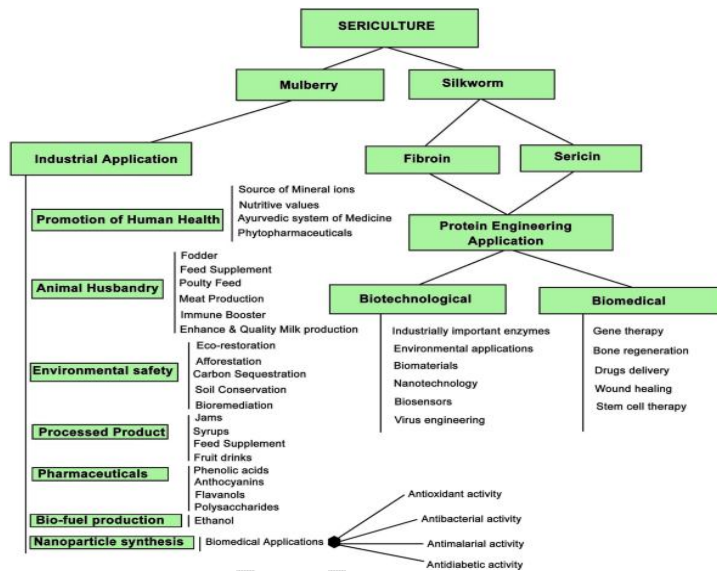 SERICULTURE
Mulberry
Silkworm
Industrial Application
Fibroin
Sericin
Promotion of Human Health
Source of Mineral ions
Nutritive values
Ayurvedic system of Medicine
Phytopharmaceuticals
Protein Engineering
Application
Animal Husbandry
Fodder
Feed Supplement
Poulty Feed
Meat Production
Immune Booster
Enhance & Quality Milk production
Biotechnological
Industrially important enzymes
Environmental applications
Biomaterials
Nanotechnology
Biosensors
Virus engineering
Biomedical
Gene therapy
Bone regeneration
Drugs delivery
Wound healing
Stem cell therapy
Environmental safety
Eco-restoration
Afforestation
Carbon Sequestration
Soil Conservation
Bioremediation
Processed Product
Jams
Syrups
Feed Supplement
Fruit drinks
Pharmaceuticals
Phenolic acids
Anthocyanins
Flavanols
Polysaccharides
Bio-fuel production
Ethanol
Nanoparticle synthesis
Biomedical Applications
Antioxidant activity
Antibacterial activity
Antimalarial activity
Antidiabetic activity